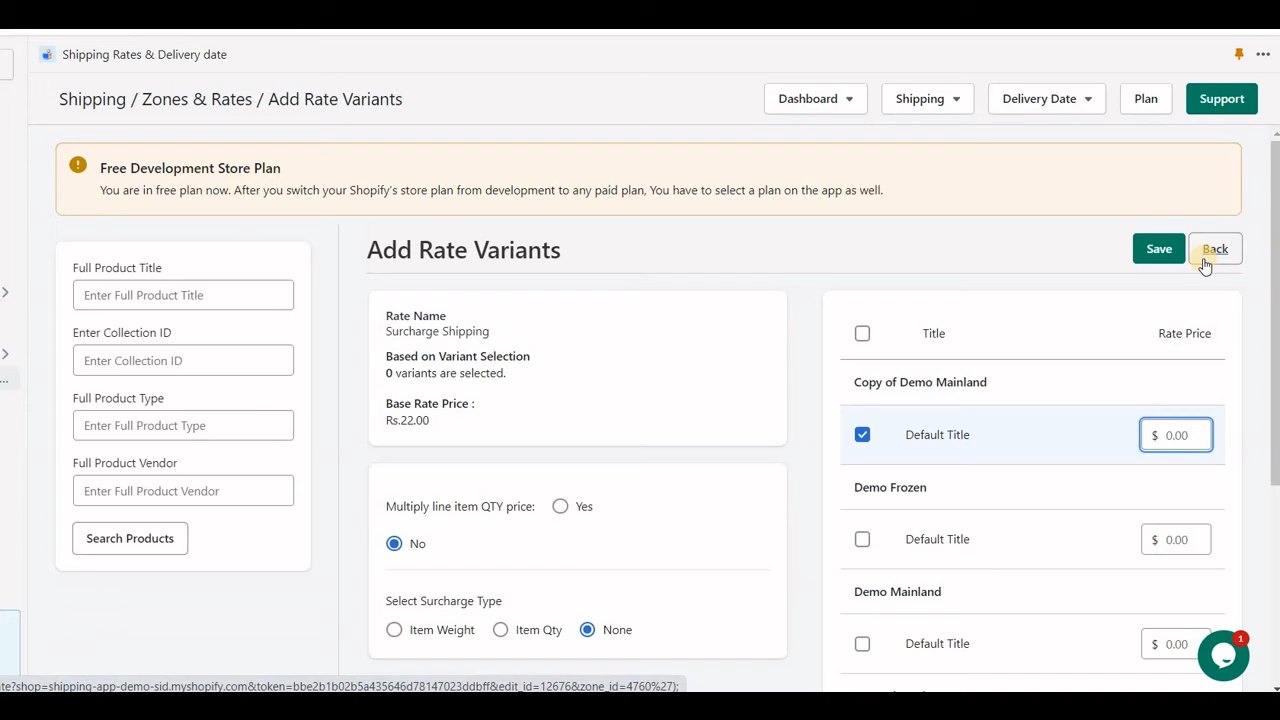 Shipping Rates & Delivery date
Shipping / Zones & Rates / Add Rate Variants
Dashboard
Shipping
Delivery Date
Plan
Support
Free Development Store Plan
You are in free plan now. After you switch your Shopify's store plan from development to any paid plan, You have to select a plan on the app as well.
Full Product Title
Enter Full Product Title
Enter Collection ID
Enter Collection ID
Full Product Type
Enter Full Product Type
Full Product Vendor
Enter Full Product Vendor
Search Products
Add Rate Variants
Save
Back
Rate Name
Surcharge Shipping
Based on Variant Selection
0 variants are selected.
Base Rate Price :
Rs.22.00
Multiply line item QTY price:
Yes
No
Select Surcharge Type
Item Weight
Item Qty
None
Title
Rate Price
Copy of Demo Mainland
Default Title
$ 0.00
Demo Frozen
Default Title
$ 0.00
Demo Mainland
Default Title
$ 0.00
1
...
ate?shop=shipping-app-demo-sid.myshopify.com&token=bbe2b1b02b5a435646d78147023ddbff&edit_id=12676&zone_id=4760%27);